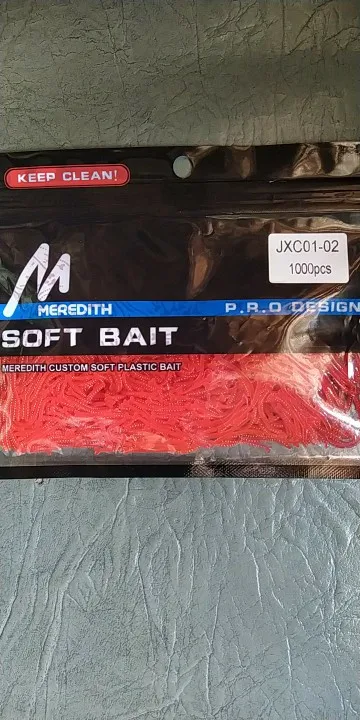 KEEP CLEAN!
JXC01-02
1000pcs
M
MEREDITH
P.R.O DESIGN
SOFT BAIT
MEREDITH CUSTOM SOFT PLASTIC BAIT